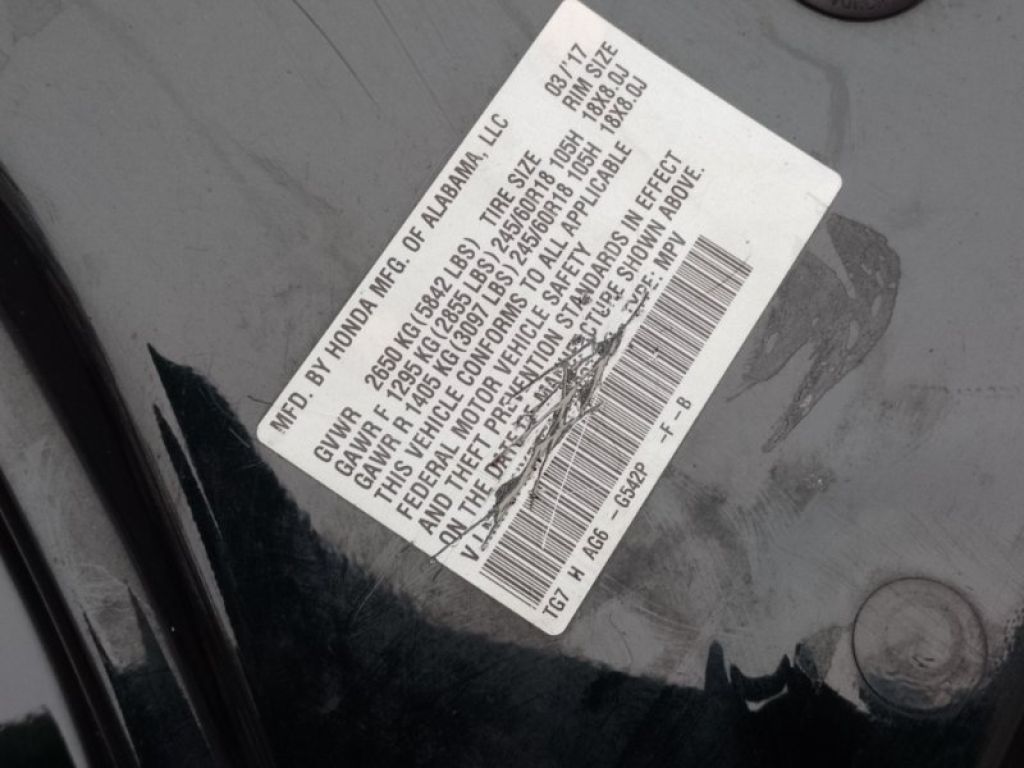 MFD. BY HONDA MFG. OF ALABAMA, LLC 03/'17
GVWR 2650 KG(5842 LBS) TIRE SIZE RIM SIZE
GAWR F 1295 KG(2855 LBS) 245/60R18 105H 18X8.0J
GAWR R 1405 KG(3097 LBS) 245/60R18 105H 18X8.0J
THIS VEHICLE CONFORMS TO ALL APPLICABLE
FEDERAL MOTOR VEHICLE SAFETY
AND THEFT PREVENTION STANDARDS IN EFFECT
ON THE DATE OF MANUFACTURE SHOWN ABOVE.
TYPE: MPV
TG7 H AG6 -G542P -F-B